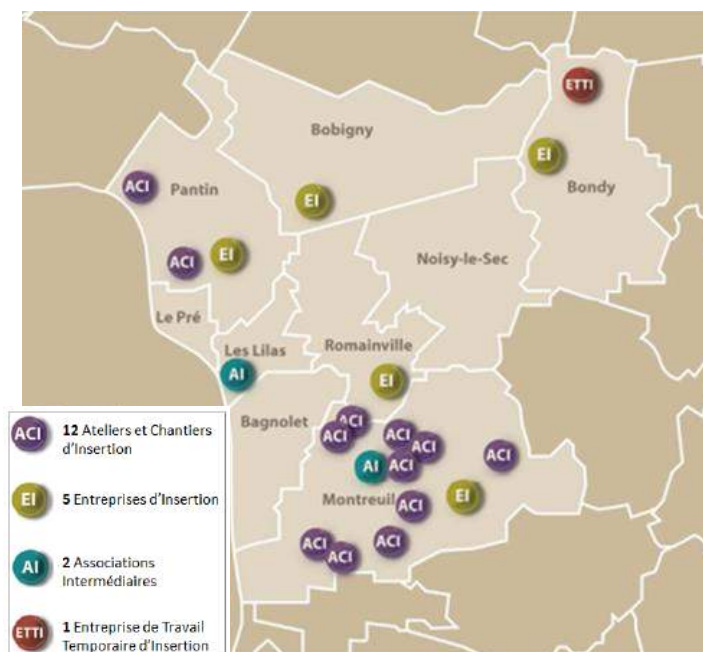 ETTI
Bobigny
EI
Bondy
ACI
Pantin
EI
ACI
EI
Noisy-le-Sec
Le Pré
Les Lilas
Romainville
AI
EI
Bagnolet
ACI
ACI
ACI
ACI
ACI
AI
ACI
Montreuil
EI
ACI
ACI
ACI
ACI
ACI 12 Ateliers et Chantiers
d'Insertion
EI 5 Entreprises d'Insertion
AI 2 Associations
Intermédiaires
ETTI 1 Entreprise de Travail
Temporaire d'Insertion